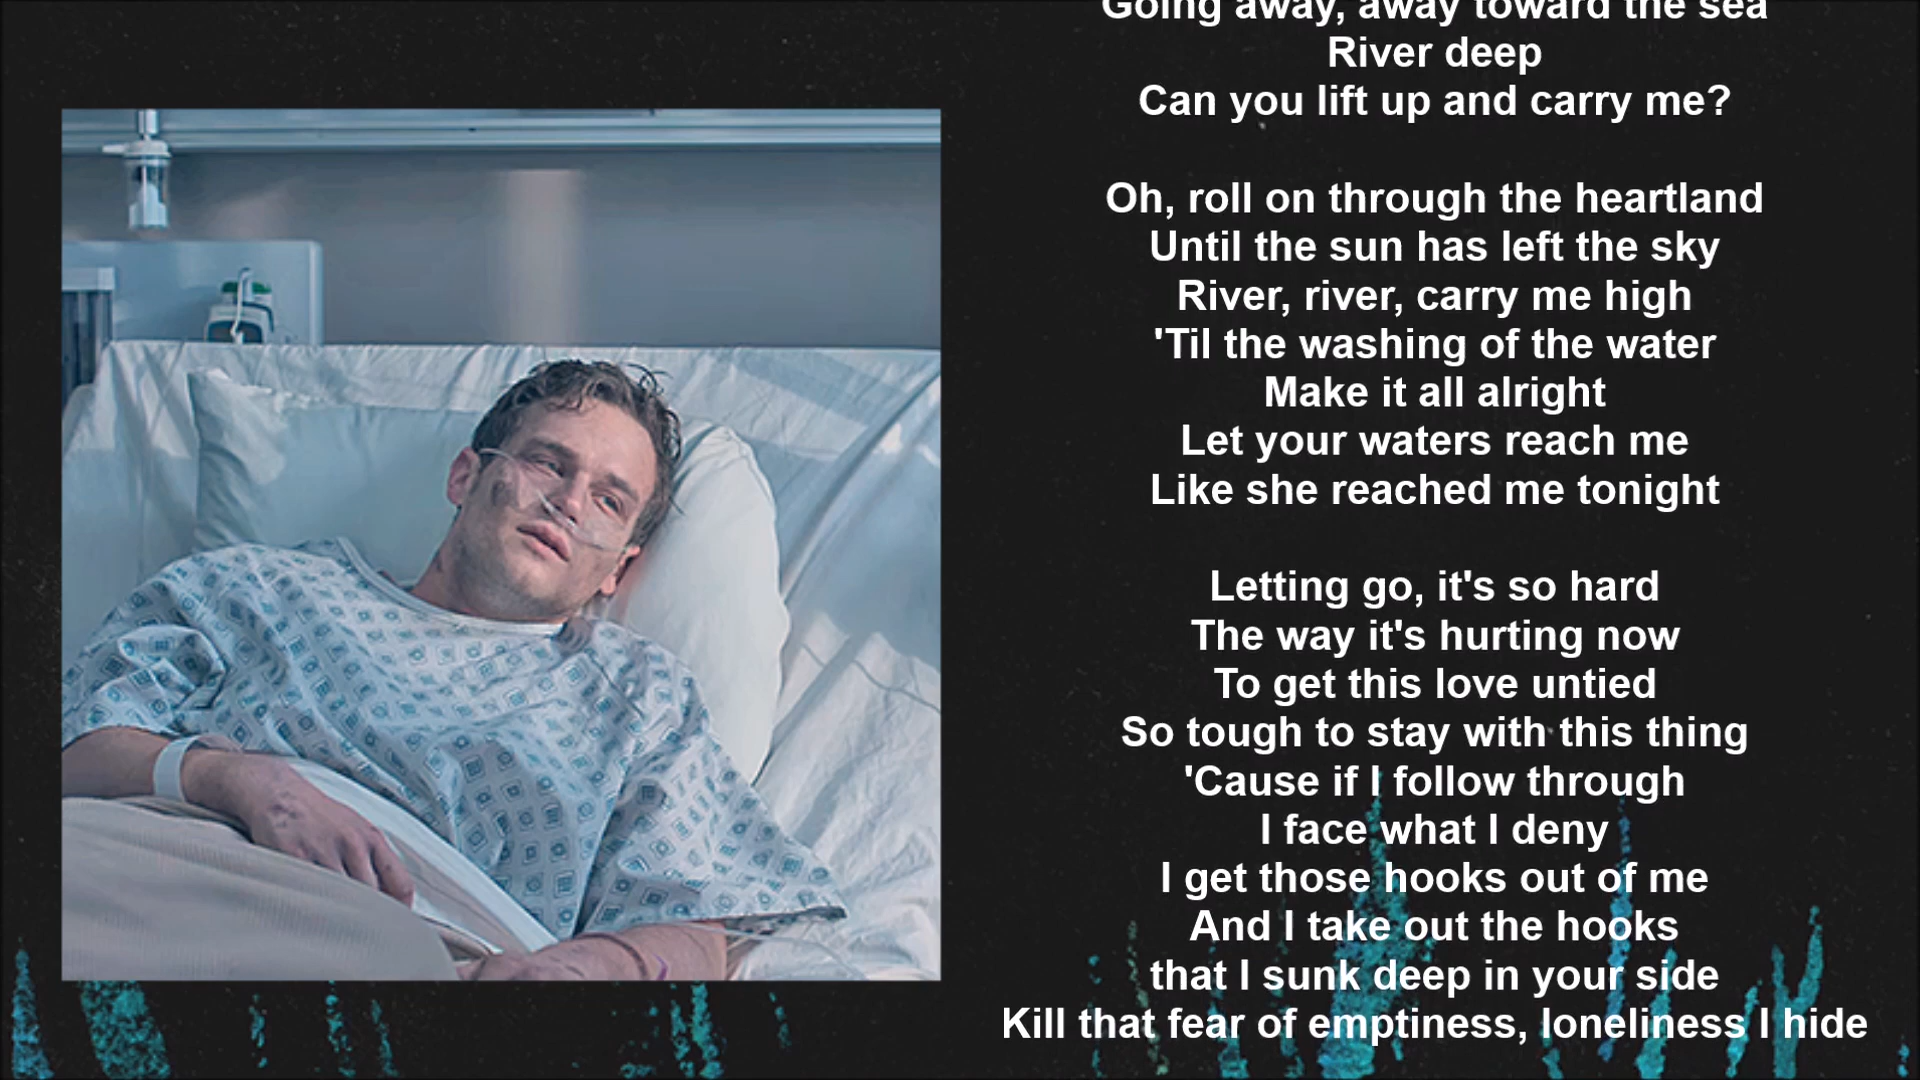 Going away, away toward the sea
River deep
Can you lift up and carry me?
Oh, roll on through the heartland
Until the sun has left the sky
River, river, carry me high
'Til the washing of the water
Make it all alright
Let your waters reach me
Like she reached me tonight
Letting go, it's so hard
The way it's hurting now
To get this love untied
So tough to stay with this thing
'Cause if I follow through
I face what I deny
I get those hooks out of me
And I take out the hooks
that I sunk deep in your side
Kill that fear of emptiness, loneliness I hide